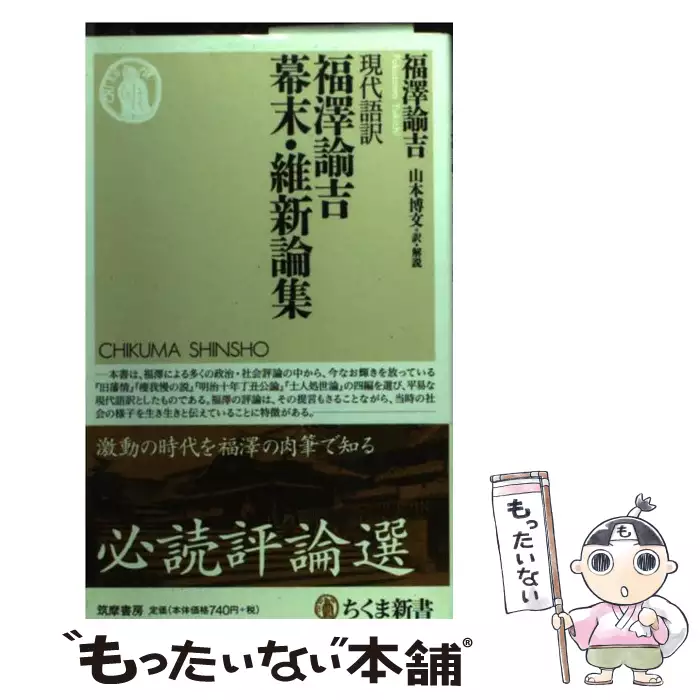 福澤諭吉
山本博文・訳・解説
現代語訳
福澤諭吉
幕末・維新論集
CHIKUMA SHINSHO
―本書は、福澤による多くの政治・社会評論の中から、今なお輝きを放っている
『旧藩情』『瘠我慢の説』『明治十年丁丑公論』『士人処世論』の四編を選び、平易な
現代語訳としたものである。福澤の評論は、その提言もさることながら、当時の社
会の様子を生き生きと伝えていることに特徴がある。―
激動の時代を福澤の肉筆で知る
必読評論選
筑摩書房 定価(本体価格740円+税)
ちくま新書
もったいない
も
"もったいない本舗"®